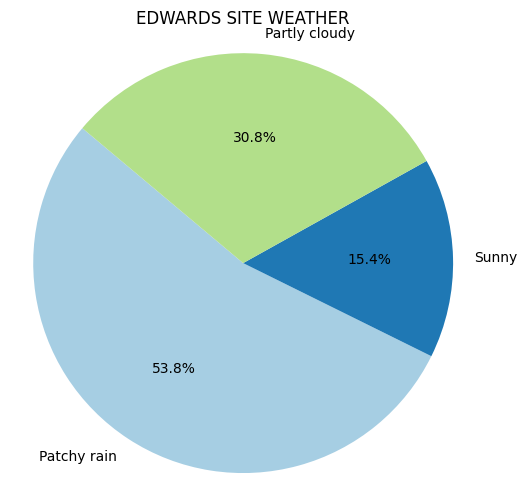 EDWARDS SITE WEATHER
Partly cloudy
30.8%
15.4%
Sunny
53.8%
Patchy rain